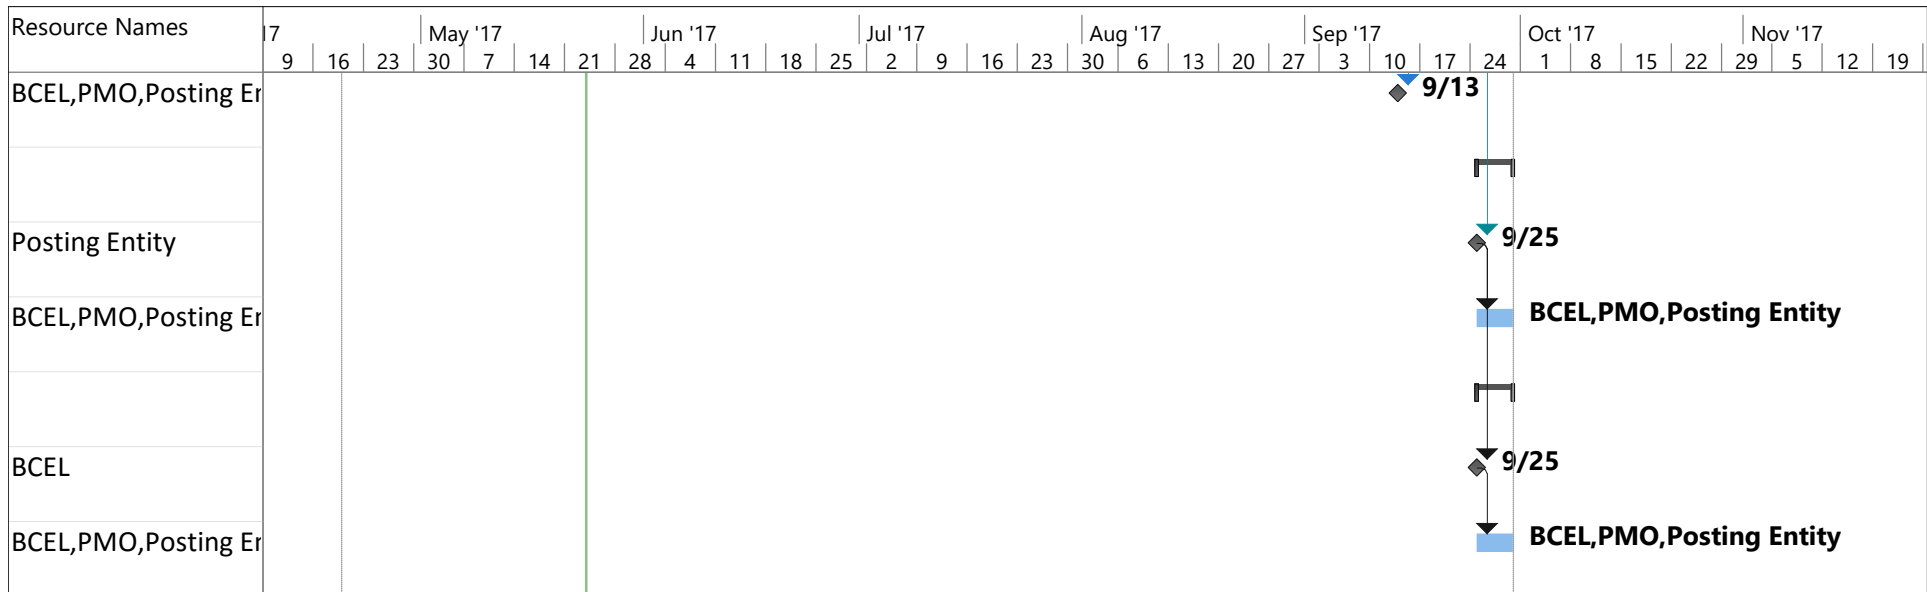 Resource Names
17 May '17 Jun '17 Jul '17 Aug '17 Sep '17 Oct '17 Nov '17
9 16 23 30 7 14 21 28 4 11 18 25 2 9 16 23 30 6 13 20 27 3 10 17 24 1 8 15 22 29 5 12 19
BCEL,PMO,Posting Er 9/13
Posting Entity 9/25
BCEL,PMO,Posting Er BCEL,PMO,Posting Entity
BCEL 9/25
BCEL,PMO,Posting Er BCEL,PMO,Posting Entity